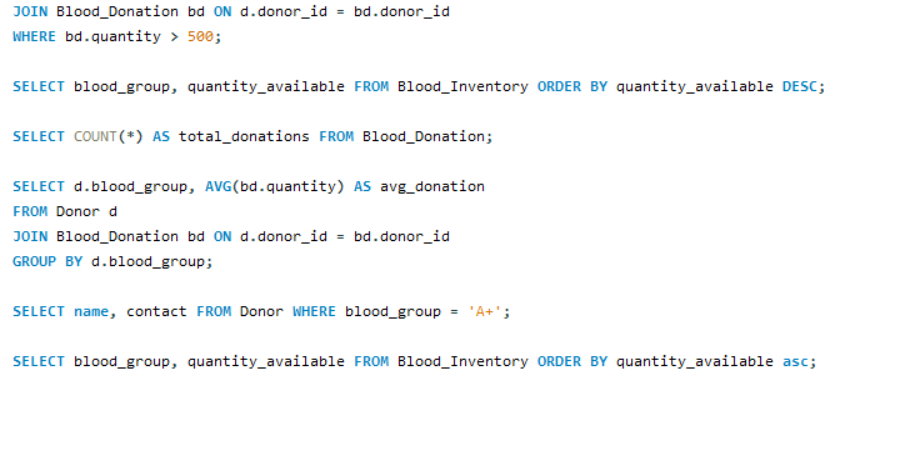 JOIN Blood_Donation bd ON d.donor_id = bd.donor_id
WHERE bd.quantity > 500;
SELECT blood_group, quantity_available FROM Blood_Inventory ORDER BY quantity_available DESC;
SELECT COUNT(*) AS total_donations FROM Blood_Donation;
SELECT d.blood_group, AVG(bd.quantity) AS avg_donation
FROM Donor d
JOIN Blood_Donation bd ON d.donor_id = bd.donor_id
GROUP BY d.blood_group;
SELECT name, contact FROM Donor WHERE blood_group = 'A+';
SELECT blood_group, quantity_available FROM Blood_Inventory ORDER BY quantity_available asc;